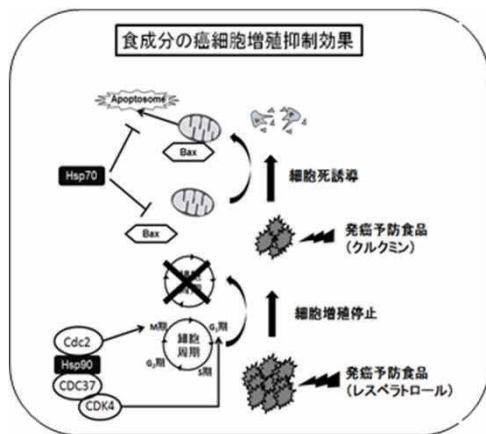 食成分の癌細胞増殖抑制効果
Apoptosome
Bax
Hsp70
細胞死誘導
Bax
発癌予防食品
(クルクミン)
細胞増殖停止
M期
G₁期
細胞
周期
G₂期
S期
Cdc2
Hsp90
CDC37
CDK4
発癌予防食品
(レスベラトロール)